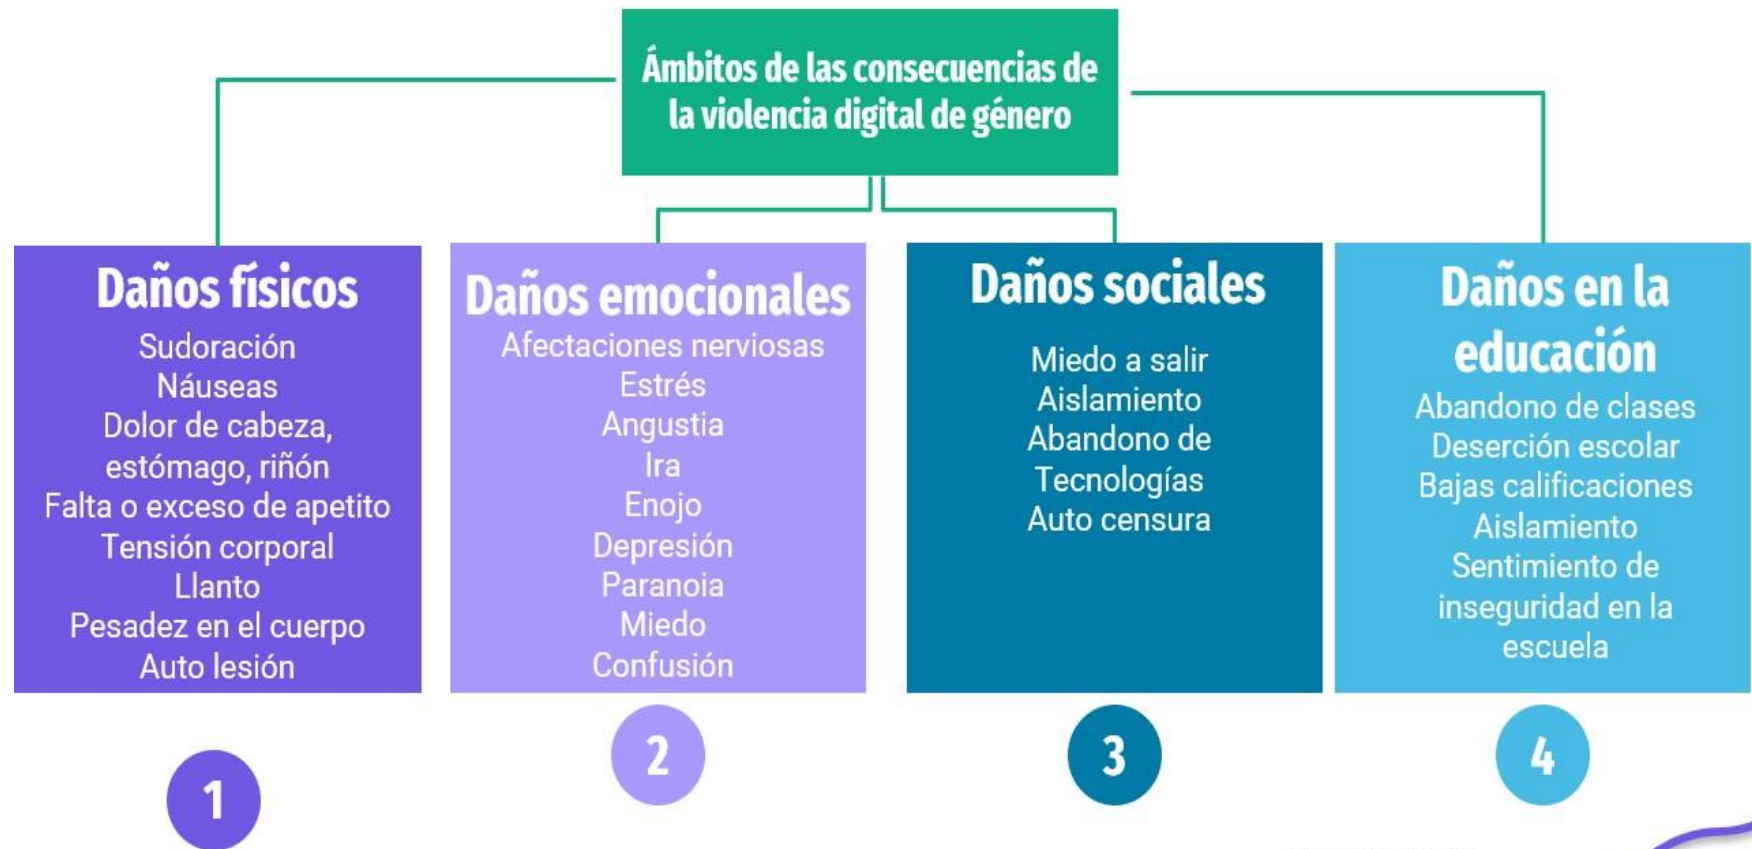 Ámbitos de las consecuencias de
la violencia digital de género
Daños físicos
Sudoración
Náuseas
Dolor de cabeza,
estómago, riñón
Falta o exceso de apetito
Tensión corporal
Llanto
Pesadez en el cuerpo
Auto lesión
1
Daños emocionales
Afectaciones nerviosas
Estrés
Angustia
Ira
Enojo
Depresión
Paranoia
Miedo
Confusión
2
Daños sociales
Miedo a salir
Aislamiento
Abandono de
Tecnologías
Auto censura
3
Daños en la
educación
Abandono de clases
Deserción escolar
Bajas calificaciones
Aislamiento
Sentimiento de
inseguridad en la
escuela
4